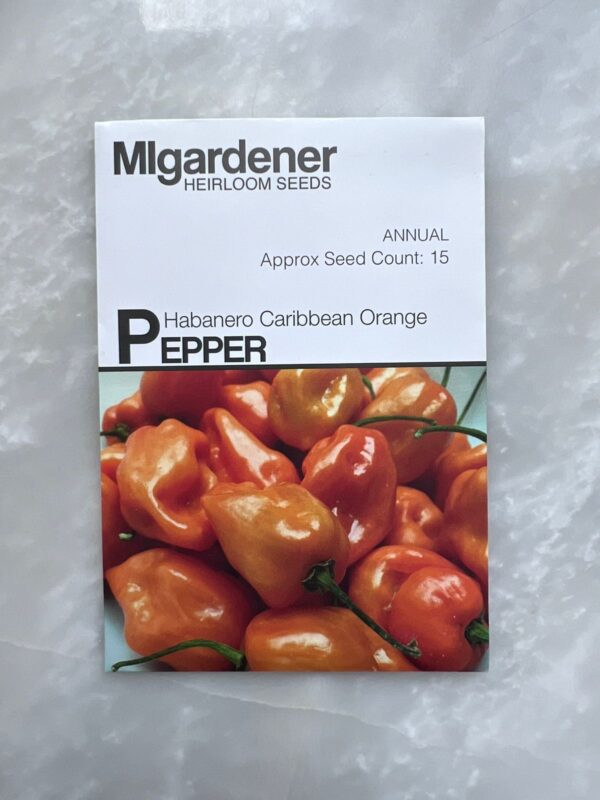 MIgardener
HEIRLOOM SEEDS
ANNUAL
Approx Seed Count: 15
Habanero Caribbean Orange
PEPPER